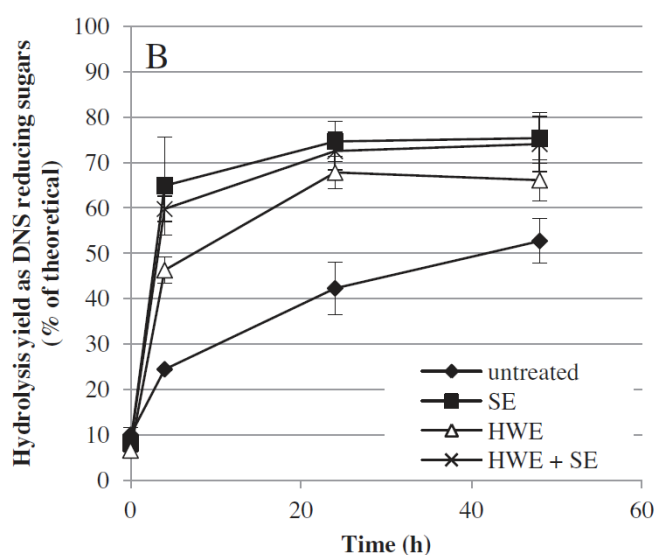 B
Hydrolysis yield as DNS reducing sugars
(% of theoretical)
100
90
80
70
60
50
40
30
20
10
0
0 20 40 60
Time (h)
untreated
SE
HWE
HWE + SE